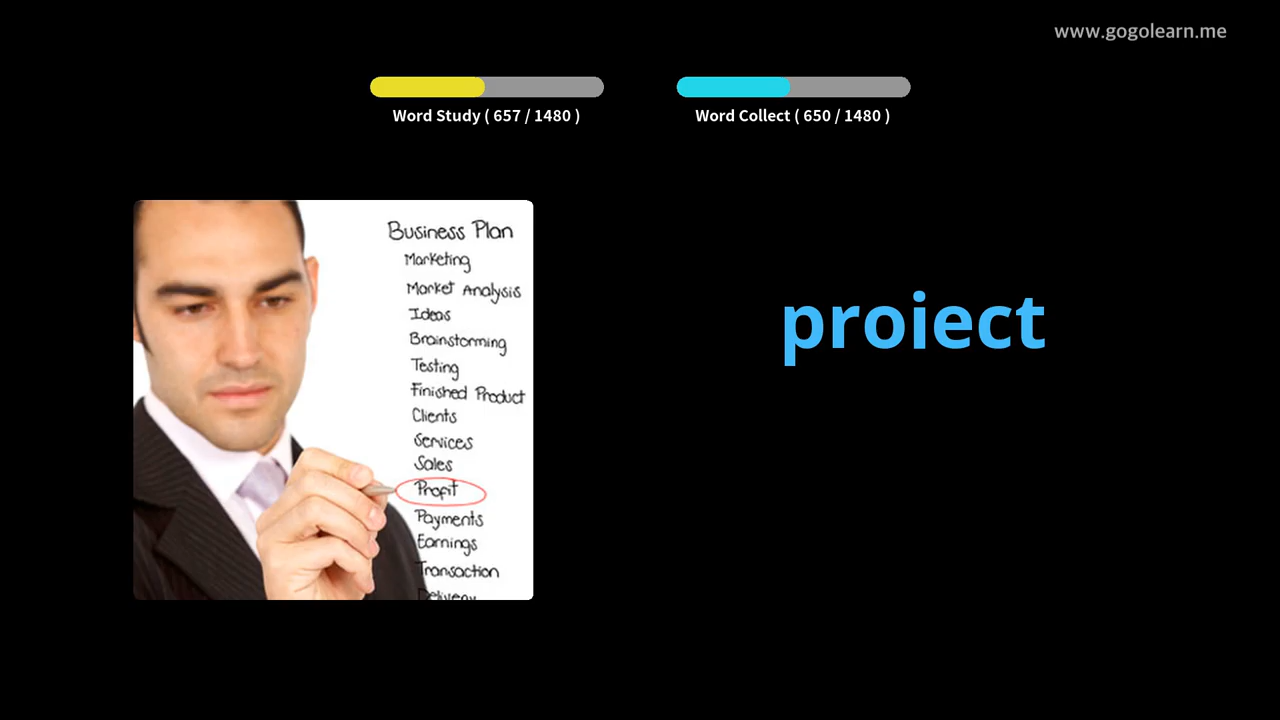 www.gogolearn.me
Word Study ( 657 / 1480 )
Word Collect ( 650 / 1480 )
Business Plan
Marketing
Market Analysis
Ideas
Brainstorming
Testing
Finished Product
Clients
Services
Sales
Profit
Payments
Earnings
Transaction
Delivery
proiect